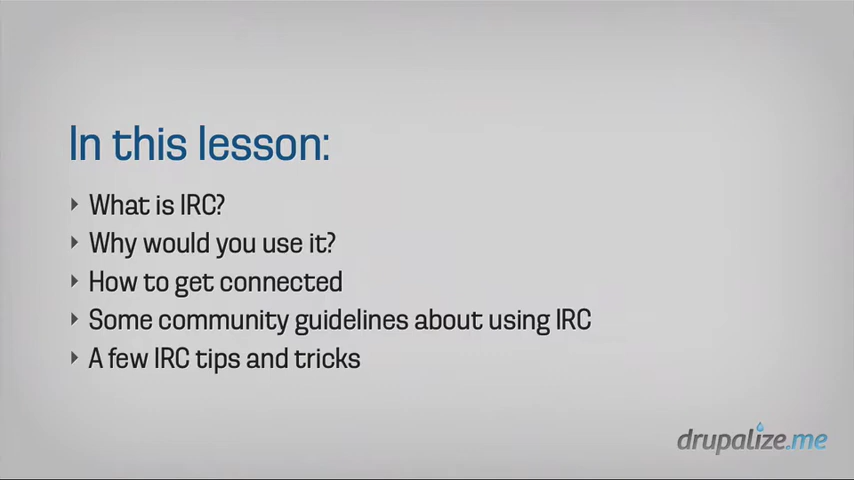 In this lesson:
What is IRC?
Why would you use it?
How to get connected
Some community guidelines about using IRC
A few IRC tips and tricks
drupalize.me